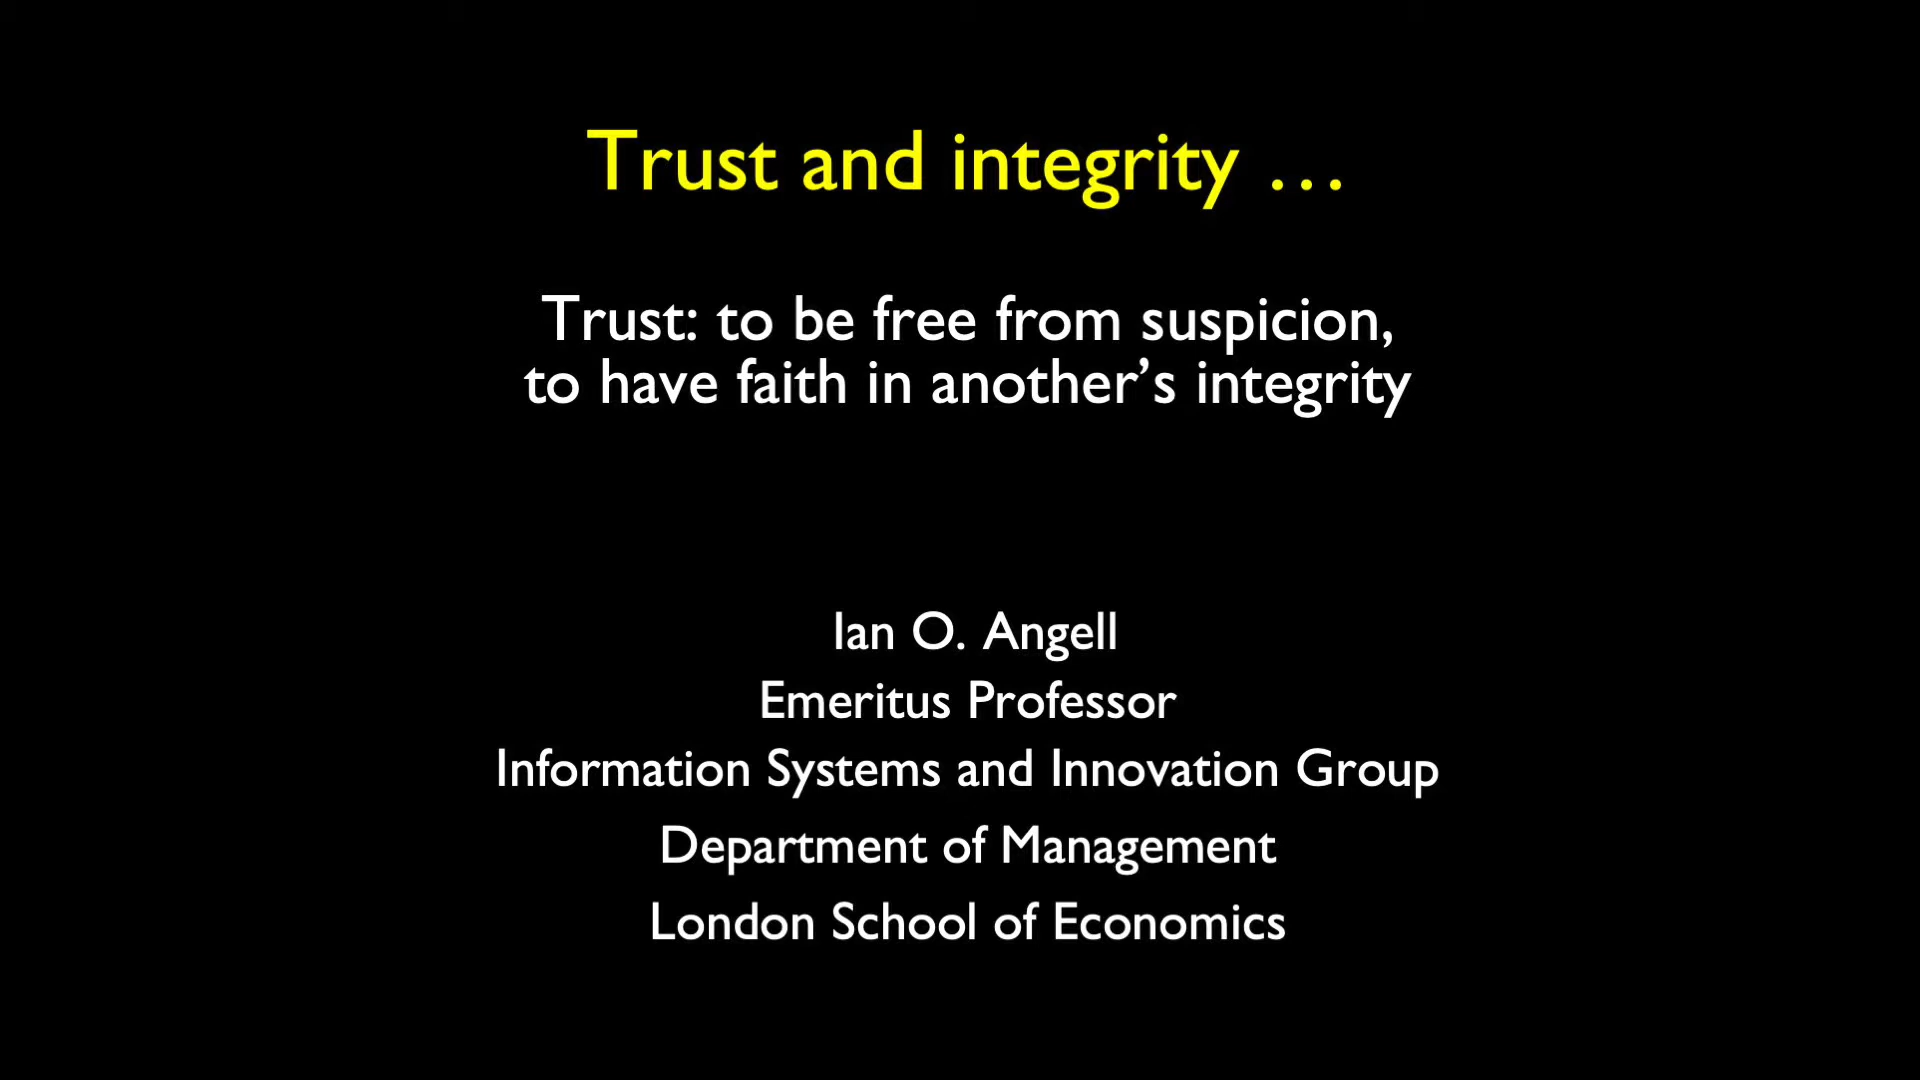 Trust and integrity …
Trust: to be free from suspicion,
to have faith in another’s integrity
Ian O. Angell
Emeritus Professor
Information Systems and Innovation Group
Department of Management
London School of Economics